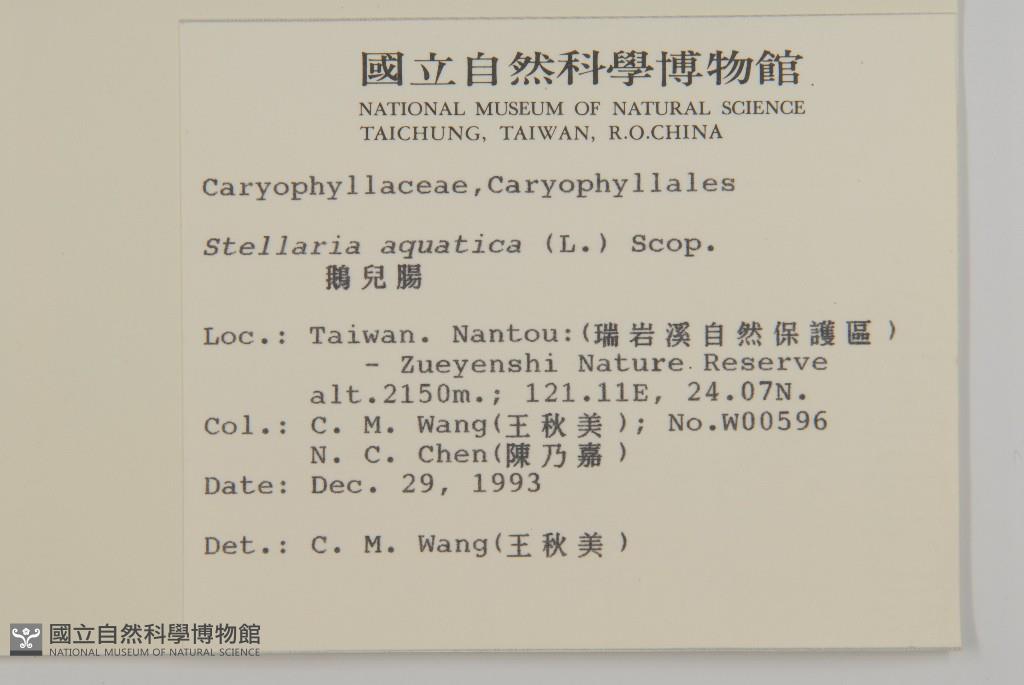 國立自然科學博物館
NATIONAL MUSEUM OF NATURAL SCIENCE
TAICHUNG, TAIWAN, R.O.CHINA
Caryophyllaceae,Caryophyllales
Stellaria aquatica (L.) Scop.
鵝兒腸
Loc.: Taiwan. Nantou:(瑞岩溪自然保護區)
- Zueyenshi Nature Reserve
alt.2150m.; 121.11E, 24.07N.
Col.: C. M. Wang(王秋美); No.W00596
N. C. Chen(陳乃嘉)
Date: Dec. 29, 1993
Det.: C. M. Wang(王秋美)
國立自然科學博物館
NATIONAL MUSEUM OF NATURAL SCIENCE